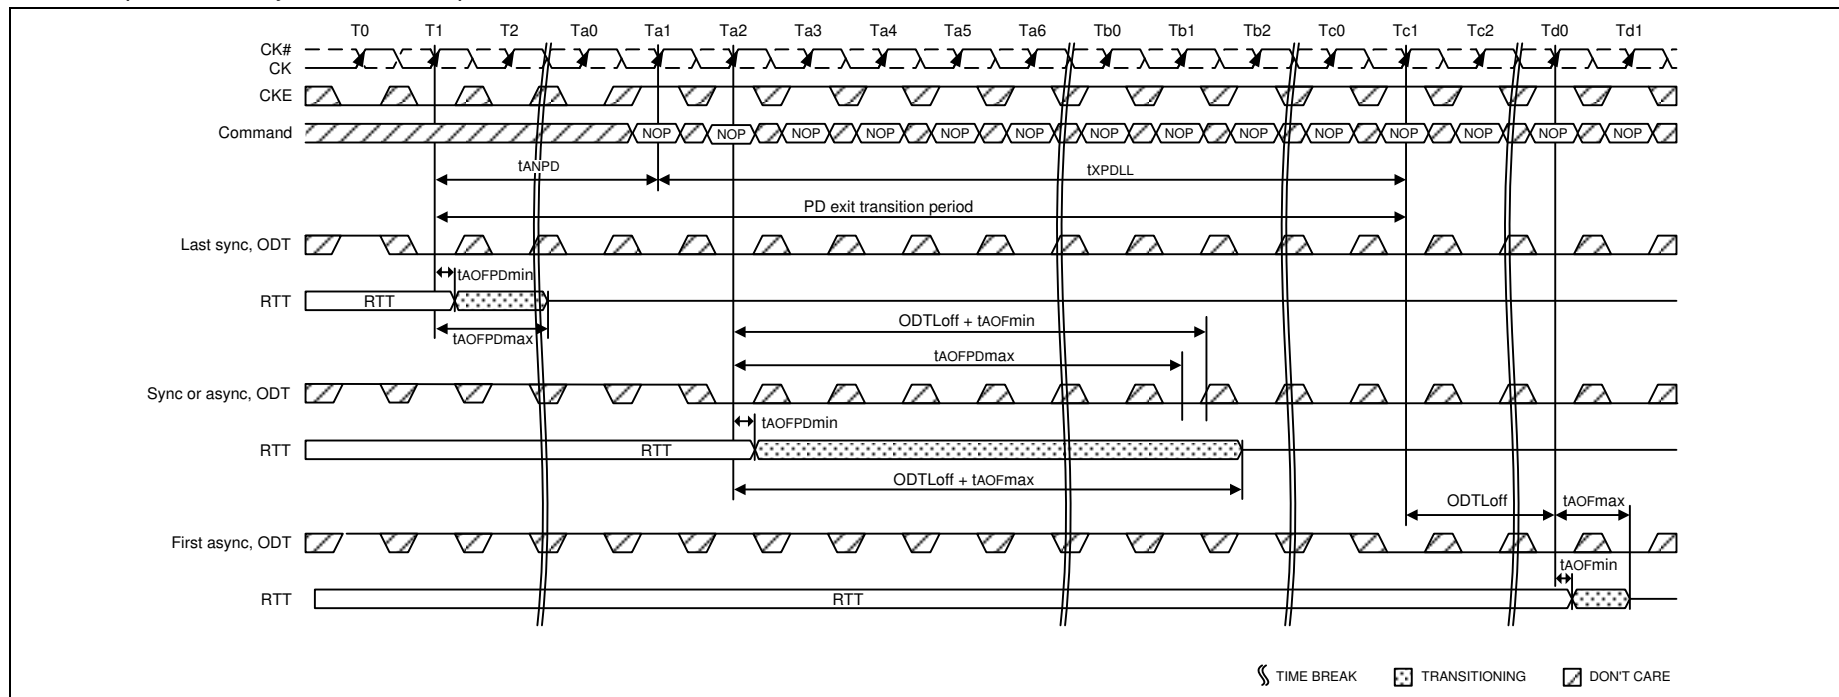 T0 T1 T2 Ta0 Ta1 Ta2 Ta3 Ta4 Ta5 Ta6 Tb0 Tb1 Tb2 Tc0 Tc1 Tc2 Td0 Td1
CK#
CK
CKE
Command NOP NOP NOP NOP NOP NOP NOP NOP NOP NOP NOP NOP NOP NOP
tANPD tXPDLL
PD exit transition period
Last sync, ODT
tAOFPDmin
RTT RTT
tAOFPDmax
ODTLoff + tAOFmin
tAOFPDmax
Sync or async, ODT
tAOFPDmin
RTT RTT
ODTLoff + tAOFmax
ODTLoff tAOFmax
First async, ODT
tAOFmin
RTT RTT
TIME BREAK TRANSITIONING DON'T CARE